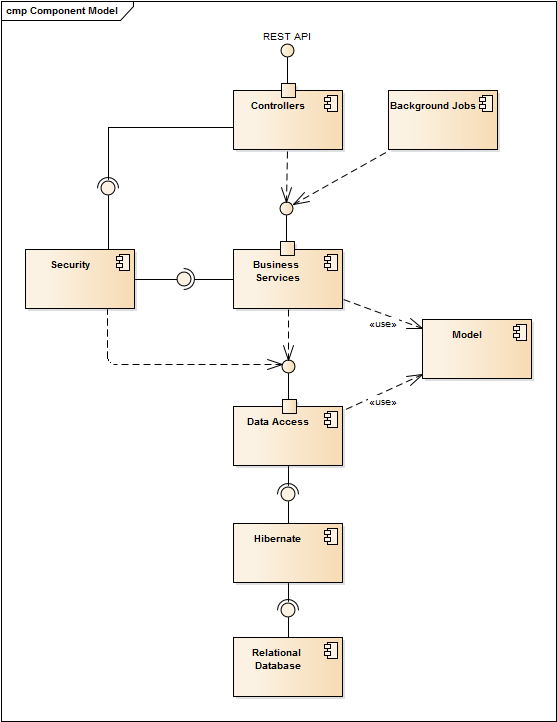 cmp Component Model
REST API
Controllers
Background Jobs
Security
Business
Services
«use»
Model
«use»
Data Access
Hibernate
Relational
Database